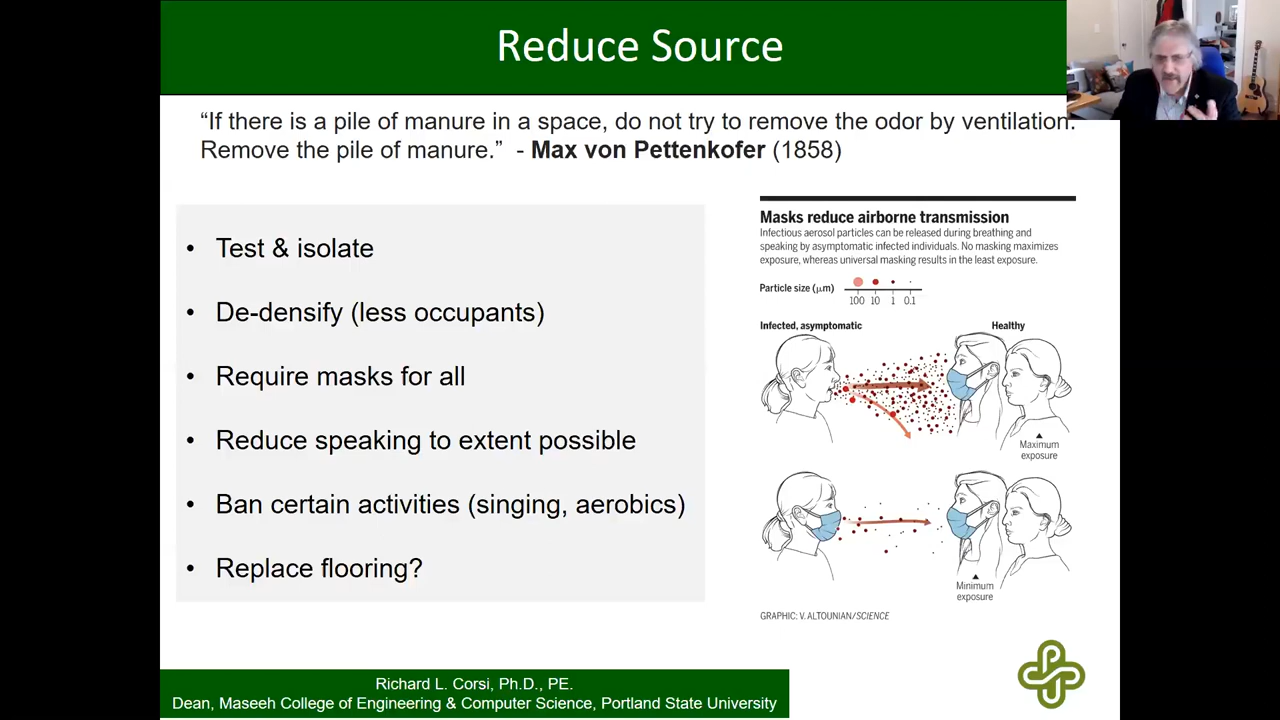 Reduce Source
“If there is a pile of manure in a space, do not try to remove the odor by ventilation.
Remove the pile of manure.” - Max von Pettenkofer (1858)
• Test & isolate
• De-densify (less occupants)
• Require masks for all
• Reduce speaking to extent possible
• Ban certain activities (singing, aerobics)
• Replace flooring?
Masks reduce airborne transmission
Infectious aerosol particles can be released during breathing and
speaking by asymptomatic infected individuals. No masking maximizes
exposure, whereas universal masking results in the least exposure.
Particle size (μm)
100 10 1 0.1
Infected, asymptomatic
Healthy
Maximum
exposure
Minimum
exposure
GRAPHIC: V. ALTOUNIAN/SCIENCE
Richard L. Corsi, Ph.D., PE.
Dean, Maseeh College of Engineering & Computer Science, Portland State University